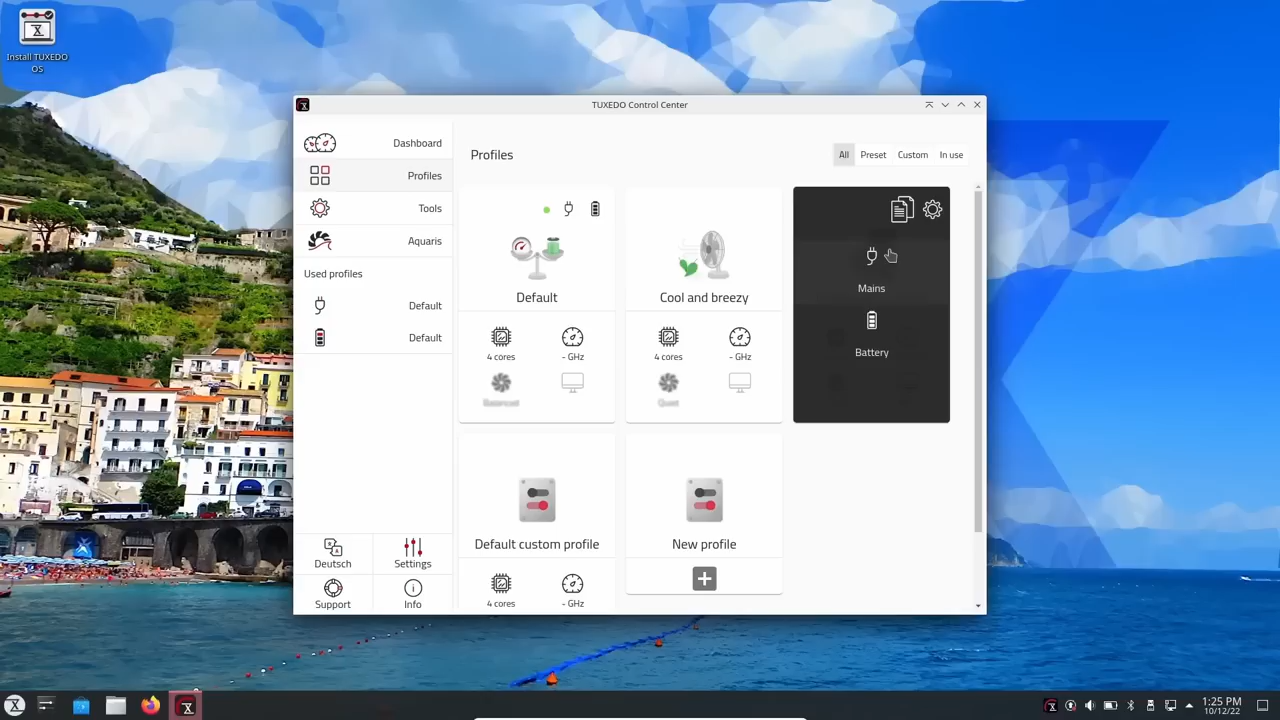 Install TUXEDO
OS
TUXEDO Control Center
Dashboard
Profiles
Tools
Aquaris
Used profiles
Default
Default
Deutsch
Settings
Support
Info
Profiles
All
Preset
Custom
In use
Default
4 cores
- GHz
Balanced
Cool and breezy
4 cores
- GHz
Quiet
Mains
Battery
Default custom profile
4 cores
- GHz
New profile
1:25 PM
10/12/22